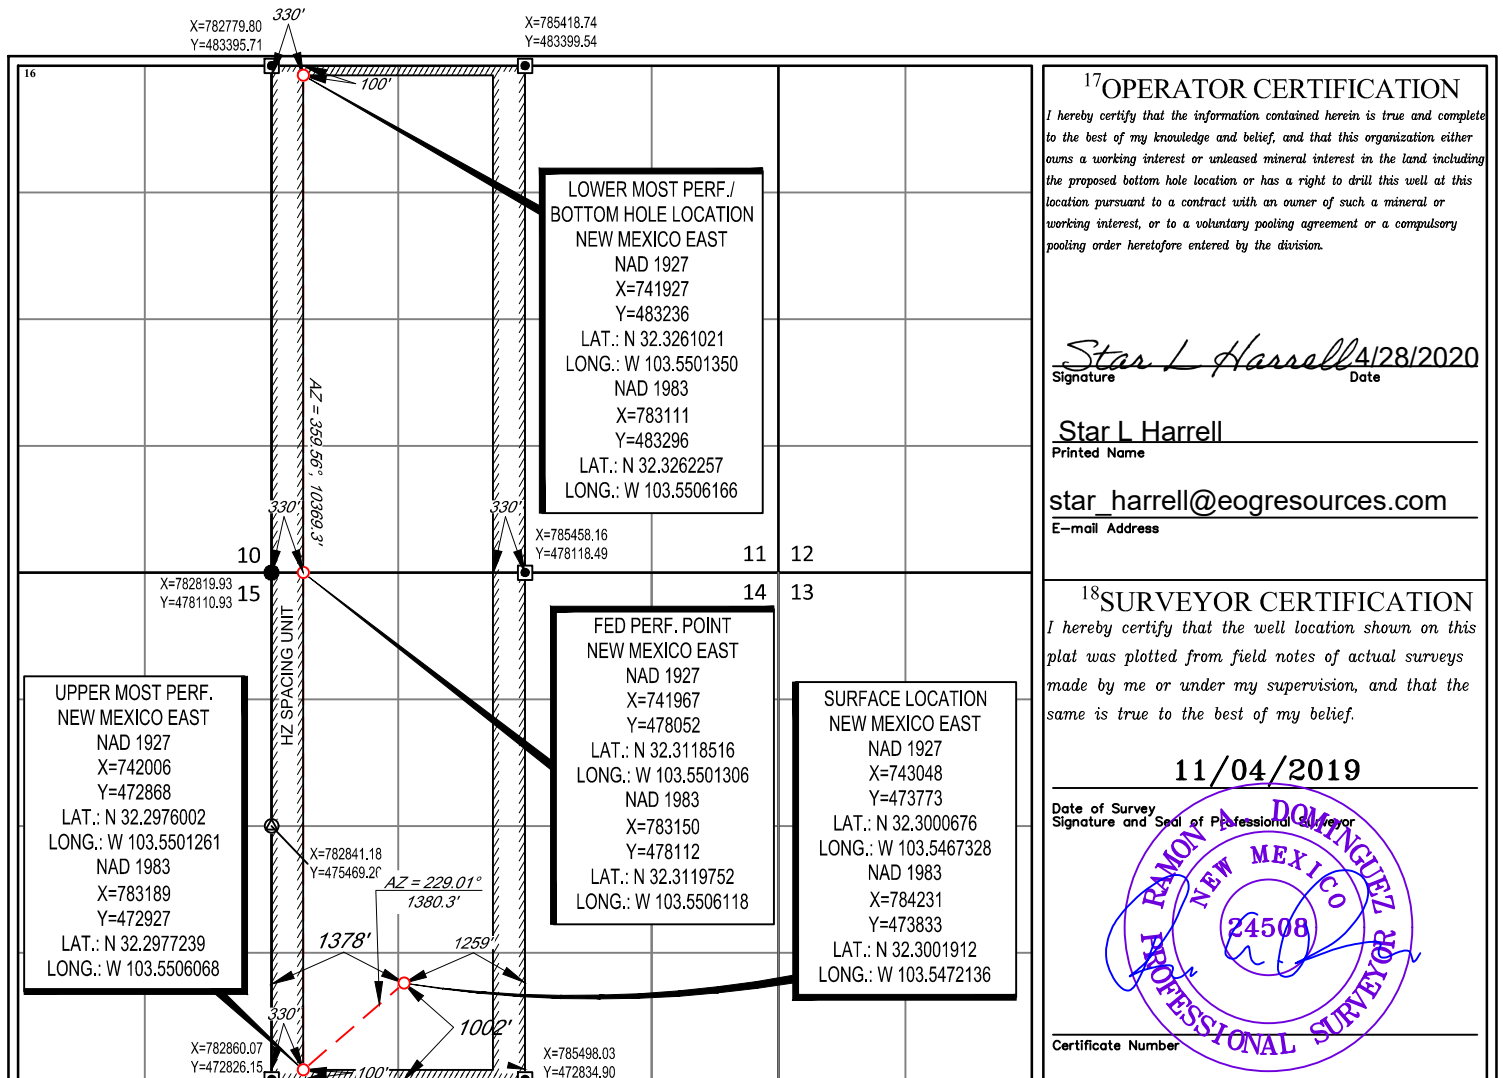 X=782779.80
Y=483395.71
330'
X=785418.74
Y=483399.54
16
100'
LOWER MOST PERF./
BOTTOM HOLE LOCATION
NEW MEXICO EAST
NAD 1927
X=741927
Y=483236
LAT.: N 32.3261021
LONG.: W 103.5501350
NAD 1983
X=783111
Y=483296
LAT.: N 32.3262257
LONG.: W 103.5506166
AZ = 359.56°, 10369.3'
330'
330'
X=785458.16
Y=478118.49
10
11
12
X=782819.93
Y=478110.93
15
14
13
HZ SPACING UNIT
FED PERF. POINT
NEW MEXICO EAST
NAD 1927
X=741967
Y=478052
LAT.: N 32.3118516
LONG.: W 103.5501306
NAD 1983
X=783150
Y=478112
LAT.: N 32.3119752
LONG.: W 103.5506118
UPPER MOST PERF.
NEW MEXICO EAST
NAD 1927
X=742006
Y=472868
LAT.: N 32.2976002
LONG.: W 103.5501261
NAD 1983
X=783189
Y=472927
LAT.: N 32.2977239
LONG.: W 103.5506068
SURFACE LOCATION
NEW MEXICO EAST
NAD 1927
X=743048
Y=473773
LAT.: N 32.3000676
LONG.: W 103.5467328
NAD 1983
X=784231
Y=473833
LAT.: N 32.3001912
LONG.: W 103.5472136
X=782841.18
Y=475469.20
AZ = 229.01°
1380.3'
1378'
1259'
1002'
330'
X=782860.07
Y=472826.15
100'
X=785498.03
Y=472834.90
17OPERATOR CERTIFICATION
I hereby certify that the information contained herein is true and complete
to the best of my knowledge and belief, and that this organization either
owns a working interest or unleased mineral interest in the land including
the proposed bottom hole location or has a right to drill this well at this
location pursuant to a contract with an owner of such a mineral or
working interest, or to a voluntary pooling agreement or a compulsory
pooling order heretofore entered by the division.
Star L Harrell 4/28/2020
Signature Date
Star L Harrell
Printed Name
star_harrell@eogresources.com
E-mail Address
18SURVEYOR CERTIFICATION
I hereby certify that the well location shown on this
plat was plotted from field notes of actual surveys
made by me or under my supervision, and that the
same is true to the best of my belief.
11/04/2019
Date of Survey
Signature and Seal of Professional Surveyor
RAMON A. DOMINGUEZ
NEW MEXICO
24508
PROFESSIONAL SURVEYOR
Certificate Number